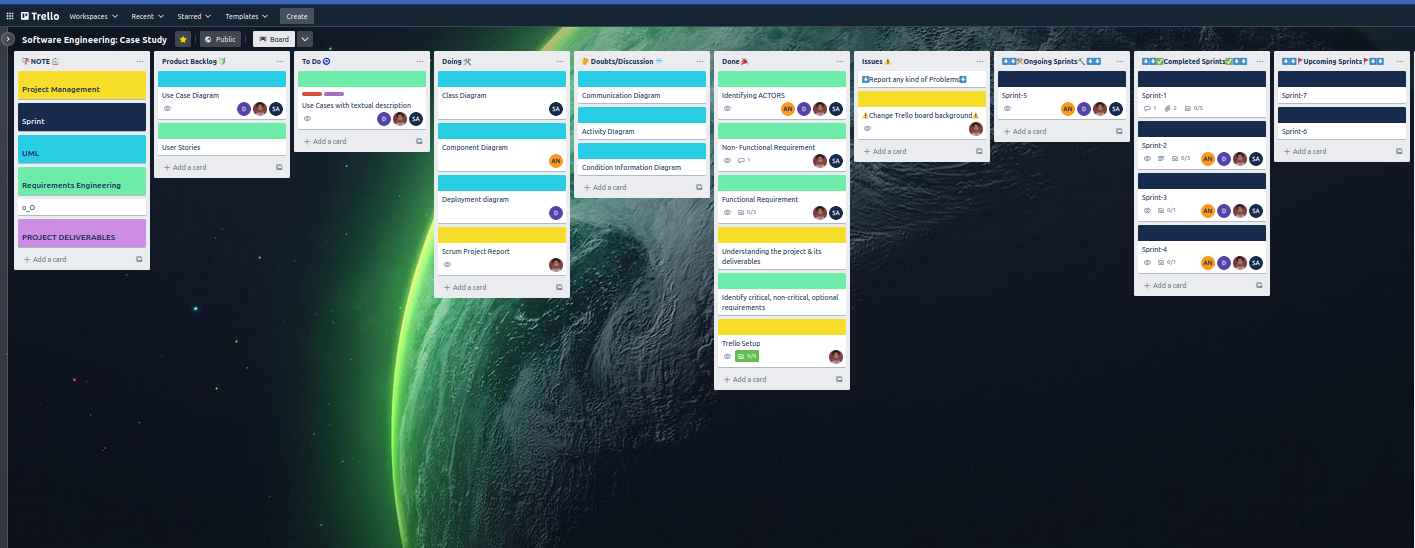 Trello
Workspaces
Recent
Starred
Templates
Create
Software Engineering: Case Study
Public
Board
NOTE
Project Management
Sprint
UML
Requirements Engineering
o_O
PROJECT DELIVERABLES
+ Add a card
Product Backlog
Use Case Diagram
D
SA
User Stories
+ Add a card
To Do
Use Cases with textual description
D
SA
+ Add a card
Doing
Class Diagram
SA
Component Diagram
AN
Deployment diagram
D
Scrum Project Report
+ Add a card
Doubts/Discussion
Communication Diagram
Activity Diagram
Condition Information Diagram
+ Add a card
Done
Identifying ACTORS
AN
D
SA
Non- Functional Requirement
1
SA
Functional Requirement
0/3
SA
Understanding the project & its
deliverables
Identify critical, non-critical, optional
requirements
Trello Setup
+ Add a card
Issues
Report any kind of Problems
Change Trello board background
+ Add a card
Ongoing Sprints
Sprint-5
AN
D
SA
+ Add a card
Completed Sprints
Sprint-1
1
2
0/5
Sprint-2
0/3
AN
D
SA
Sprint-3
0/1
AN
D
SA
Sprint-4
0/1
AN
D
SA
+ Add a card
Upcoming Sprints
Sprint-7
Sprint-6
+ Add a card